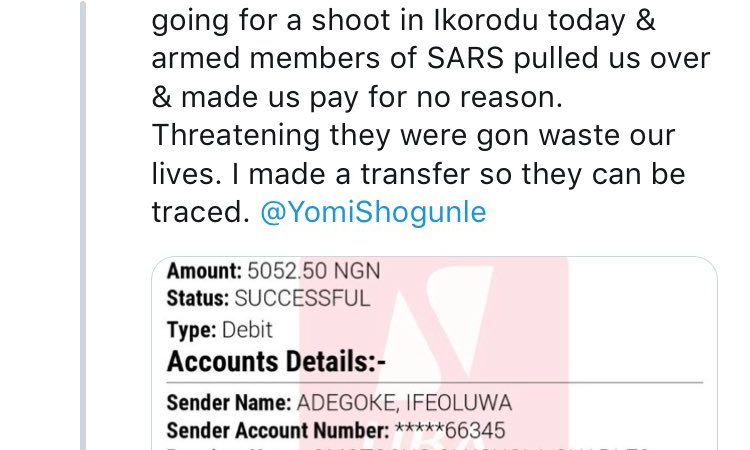 going for a shoot in Ikorodu today &
armed members of SARS pulled us over
& made us pay for no reason.
Threatening they were gon waste our
lives. I made a transfer so they can be
traced. @YomiShogunle
Amount: 5052.50 NGN
Status: SUCCESSFUL
Type: Debit
Accounts Details:-
Sender Name: ADEGOKE, IFEOLUWA
Sender Account Number: *****66345
UBA